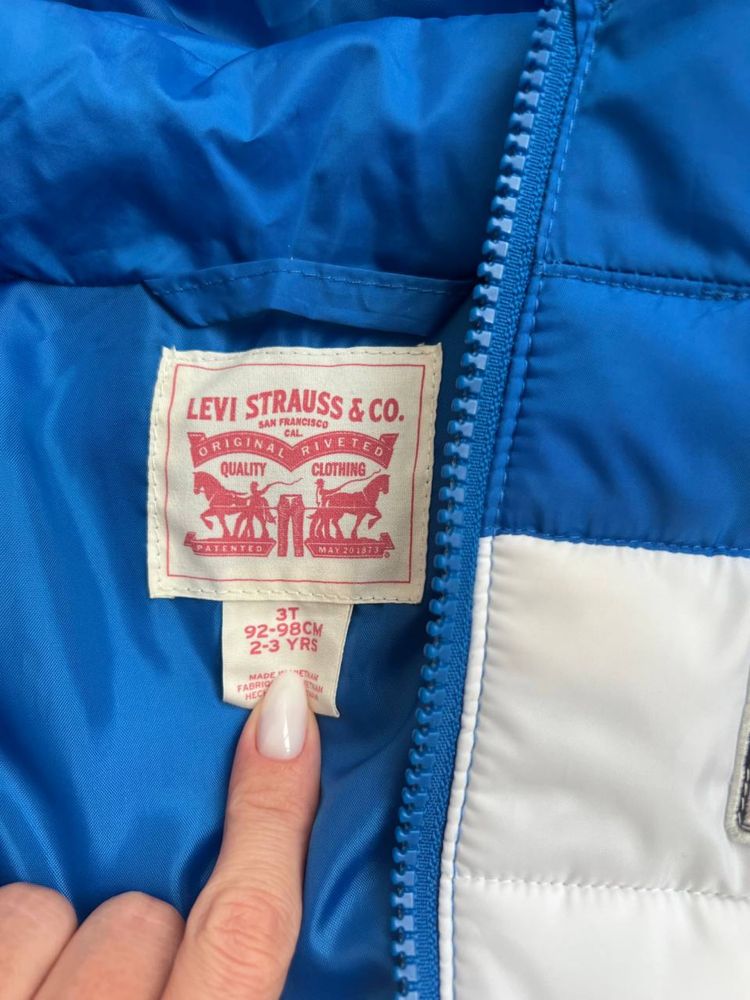 LEVI STRAUSS & CO.
SAN FRANCISCO
CAL.
ORIGINAL RIVETED
QUALITY CLOTHING
PATENTED MAY 20 1873
®
3T
92-98CM
2-3 YRS
MADE IN VIETNAM